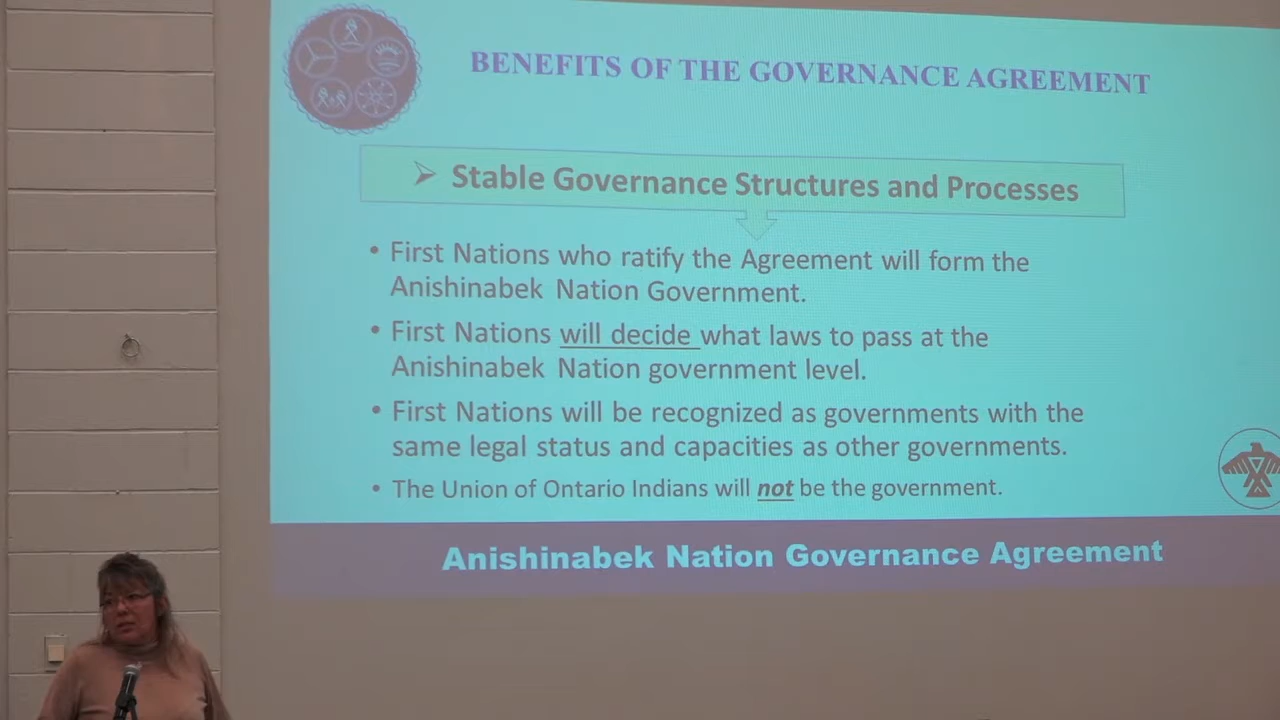 BENEFITS OF THE GOVERNANCE AGREEMENT
➢ Stable Governance Structures and Processes
• First Nations who ratify the Agreement will form the
Anishinabek Nation Government.
• First Nations will decide what laws to pass at the
Anishinabek Nation government level.
• First Nations will be recognized as governments with the
same legal status and capacities as other governments.
• The Union of Ontario Indians will not be the government.
Anishinabek Nation Governance Agreement